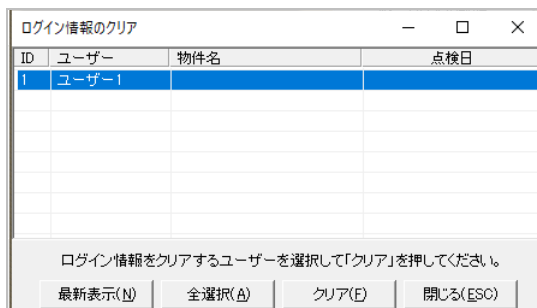 ログイン情報のクリア
ID ユーザー 物件名 点検日
1 ユーザー1
ログイン情報をクリアするユーザーを選択して「クリア」を押してください。
最新表示(N) 全選択(A) クリア(F) 閉じる(ESC)